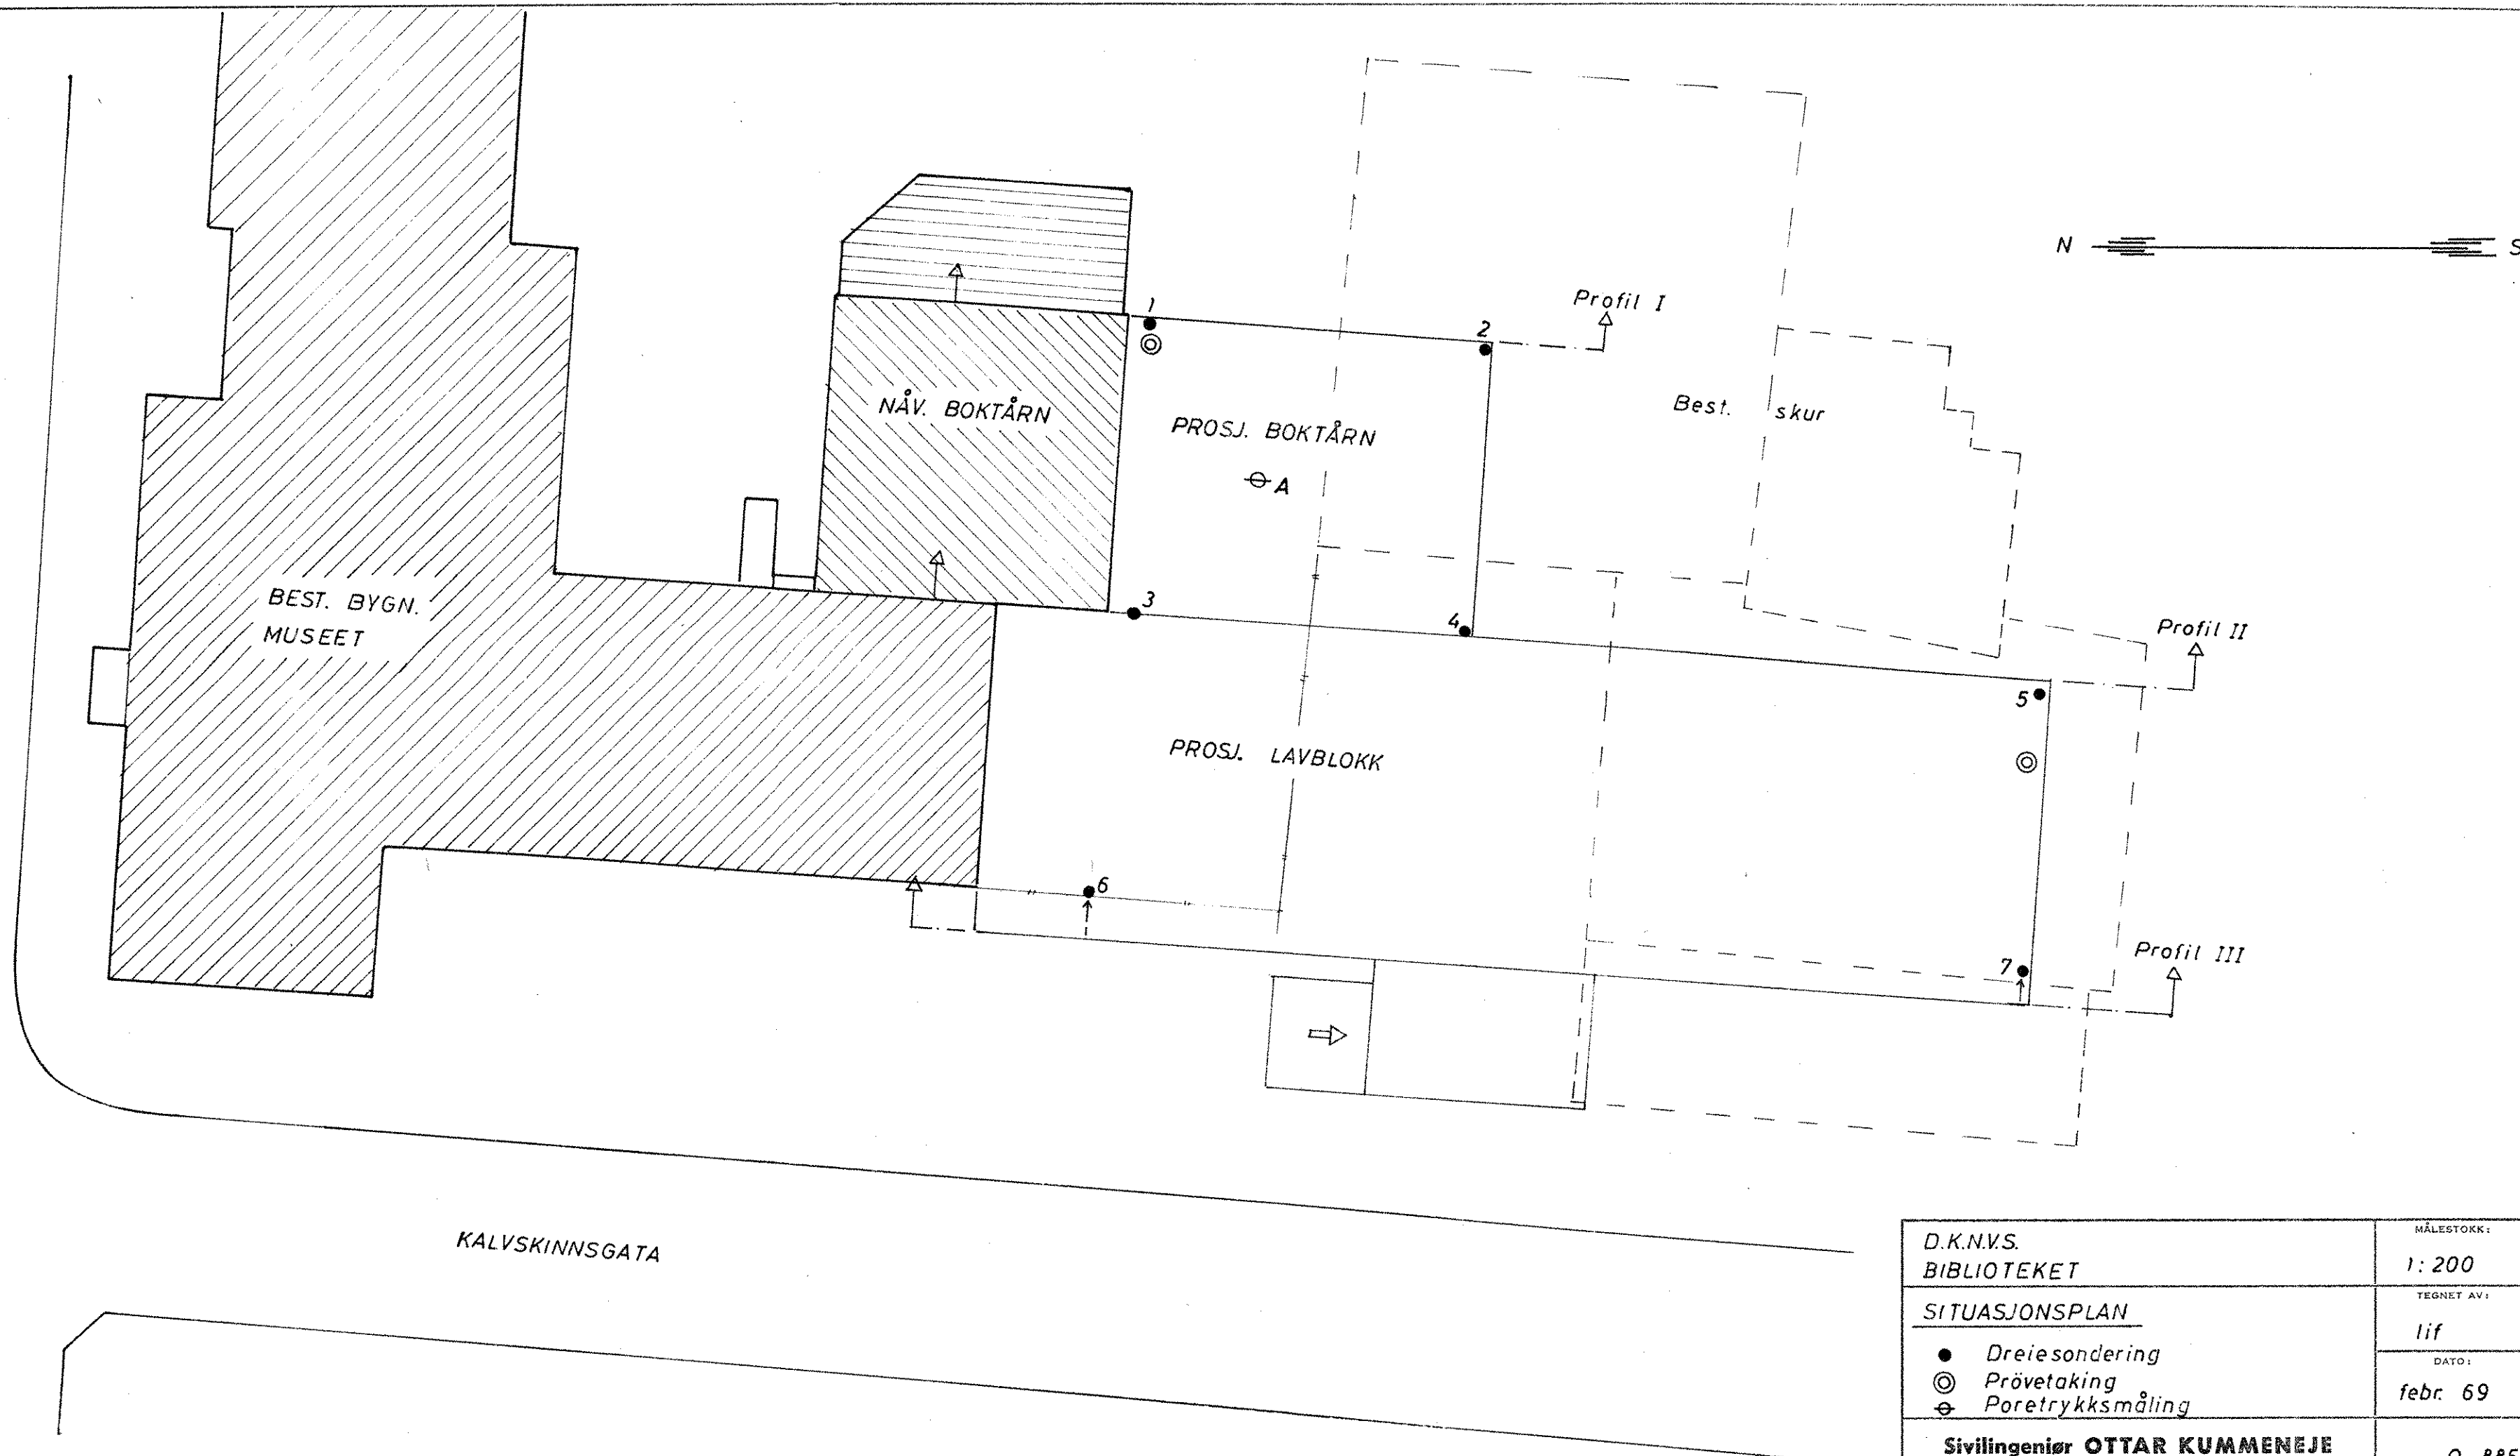 N
S
Profil I
1
2
NÅV. BOKTÅRN
PROSJ. BOKTÅRN
Best. skur
A
BEST. BYGN.
MUSEET
3
4
Profil II
5
PROSJ. LAVBLOKK
6
7
Profil III
KALVSKINNSGATA
D.K.N.V.S.
BIBLIOTEKET
MÅLESTOKK:
1:200
SITUASJONSPLAN
TEGNET AV:
lif
Dreiesondering
Prövetaking
Poretrykksmåling
DATO:
febr. 69
Sivilingeniør OTTAR KUMMENEJE